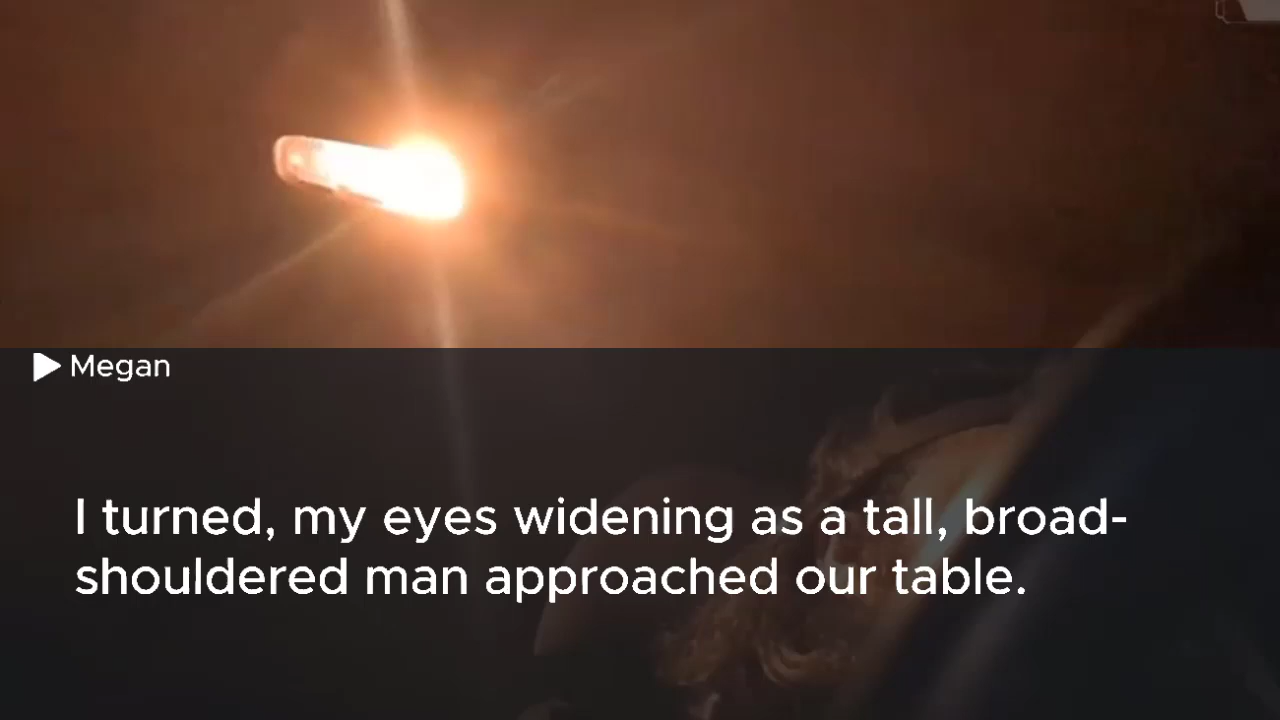 Megan
I turned, my eyes widening as a tall, broad-
shouldered man approached our table.